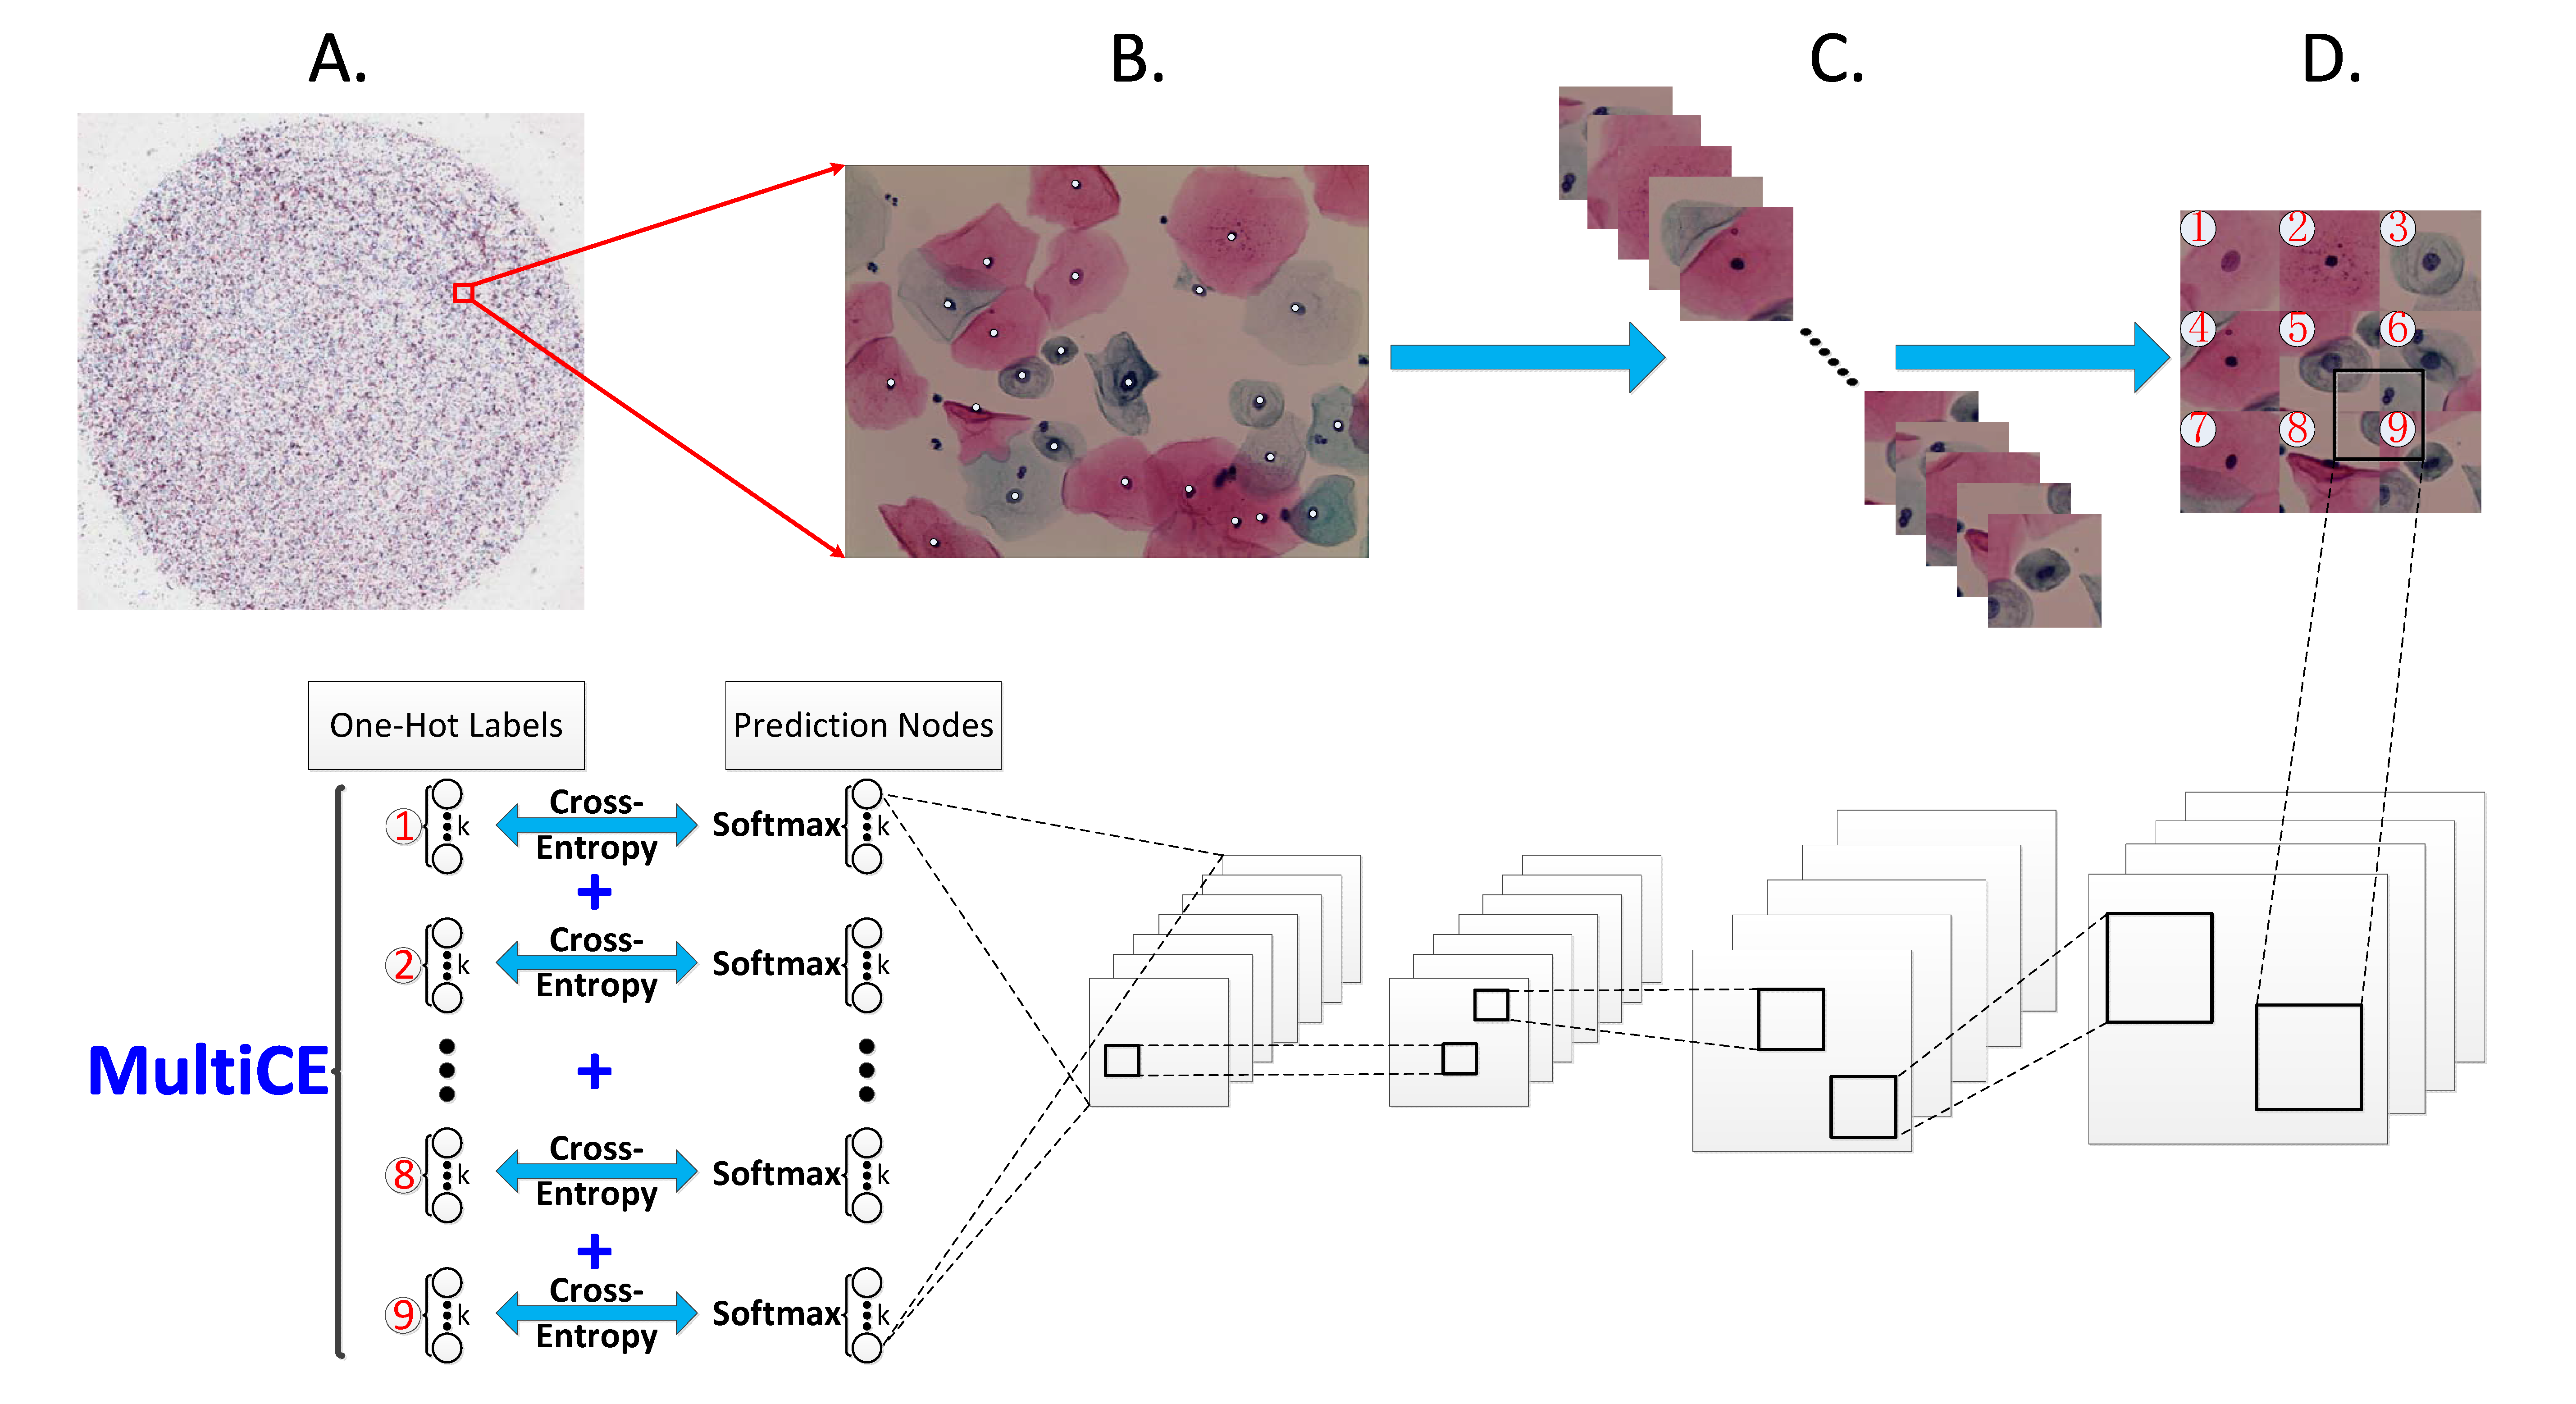 A.
B.
C.
D.
① ② ③
④ ⑤ ⑥
⑦ ⑧ ⑨
One-Hot Labels
Prediction Nodes
① k
Cross-
Entropy
Softmax k
+
② k
Cross-
Entropy
Softmax k
MultiCE
+
⑧ k
Cross-
Entropy
Softmax k
+
⑨ k
Cross-
Entropy
Softmax k